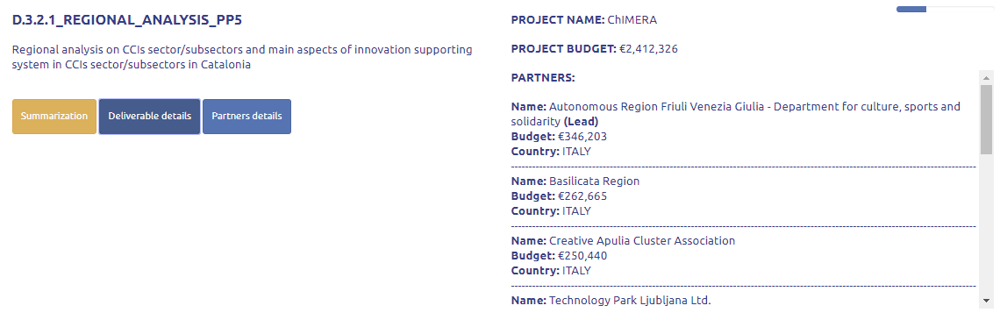 D.3.2.1_REGIONAL_ANALYSIS_PP5
Regional analysis on CCIs sector/subsectors and main aspects of innovation supporting
system in CCIs sector/subsectors in Catalonia
Summarization
Deliverable details
Partners details
PROJECT NAME: ChIMERA
PROJECT BUDGET: €2,412,326
PARTNERS:
Name: Autonomous Region Friuli Venezia Giulia - Department for culture, sports and
solidarity (Lead)
Budget: €346,203
Country: ITALY
Name: Basilicata Region
Budget: €262,665
Country: ITALY
Name: Creative Apulia Cluster Association
Budget: €250,440
Country: ITALY
Name: Technology Park Ljubljana Ltd.